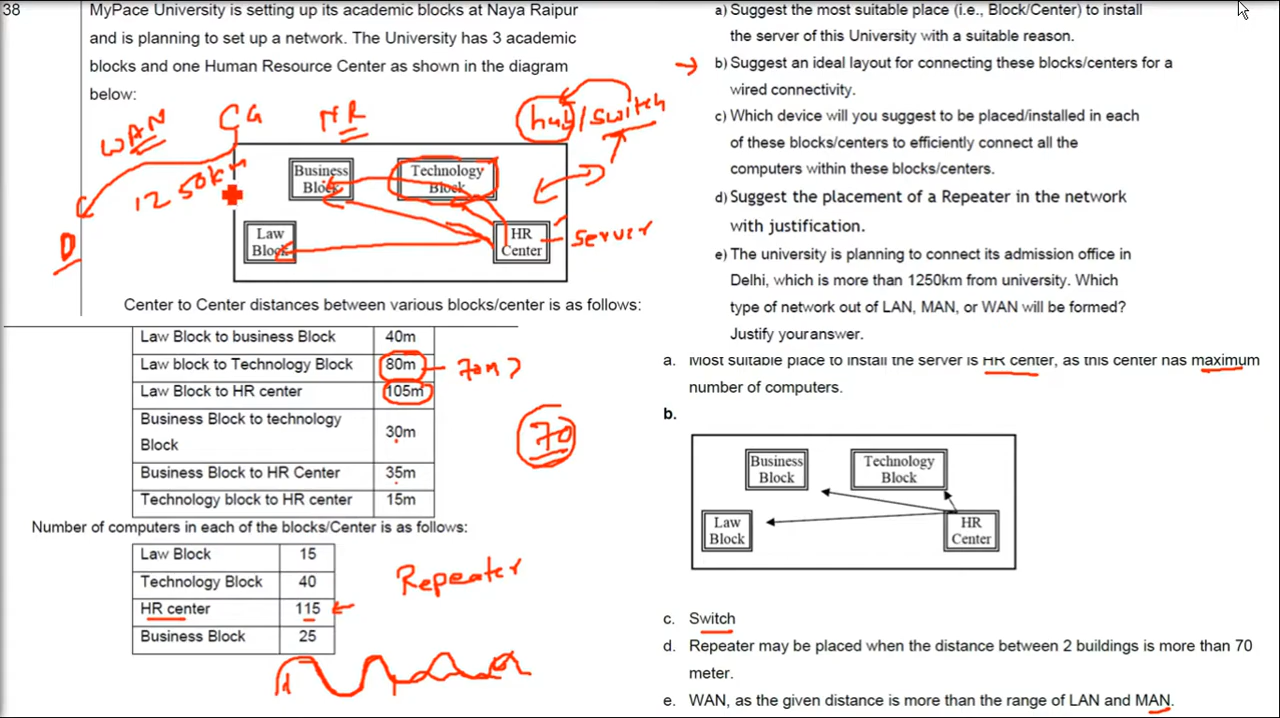 38
MyPace University is setting up its academic blocks at Naya Raipur
and is planning to set up a network. The University has 3 academic
blocks and one Human Resource Center as shown in the diagram
below:
WAN
CG
NR
hub/switch
1250km
D
Business
Block
Technology
Block
Law
Block
HR
Center
Server
Center to Center distances between various blocks/center is as follows:
Law Block to business Block 40m
Law block to Technology Block 80m
70m >
Law Block to HR center 105m
Business Block to technology
Block 30m
70
Business Block to HR Center 35m
Technology block to HR center 15m
Number of computers in each of the blocks/Center is as follows:
Law Block 15
Technology Block 40
HR center 115
Business Block 25
Repeater
a) Suggest the most suitable place (i.e., Block/Center) to install
the server of this University with a suitable reason.
b) Suggest an ideal layout for connecting these blocks/centers for a
wired connectivity.
c) Which device will you suggest to be placed/installed in each
of these blocks/centers to efficiently connect all the
computers within these blocks/centers.
d) Suggest the placement of a Repeater in the network
with justification.
e) The university is planning to connect its admission office in
Delhi, which is more than 1250km from university. Which
type of network out of LAN, MAN, or WAN will be formed?
Justify youranswer.
a. Most suitable place to install the server is HR center, as this center has maximum
number of computers.
b.
Business
Block
Technology
Block
Law
Block
HR
Center
c. Switch
d. Repeater may be placed when the distance between 2 buildings is more than 70
meter.
e. WAN, as the given distance is more than the range of LAN and MAN.